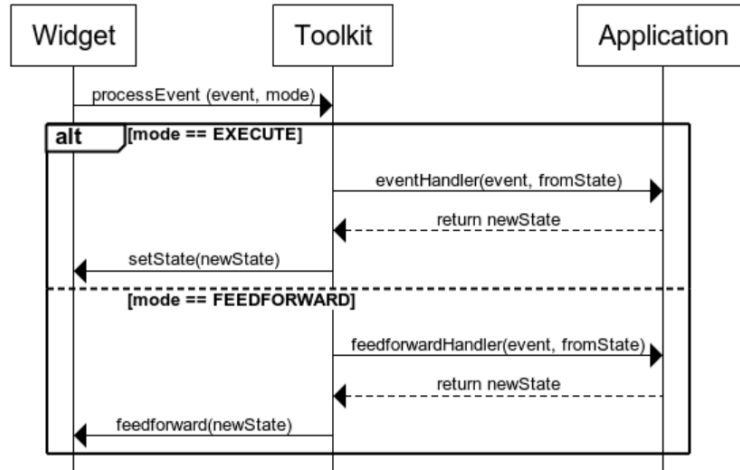 Widget
Toolkit
Application
processEvent (event, mode)
alt
[mode == EXECUTE]
eventHandler(event, fromState)
return newState
setState(newState)
[mode == FEEDFORWARD]
feedforwardHandler(event, fromState)
return newState
feedforward(newState)